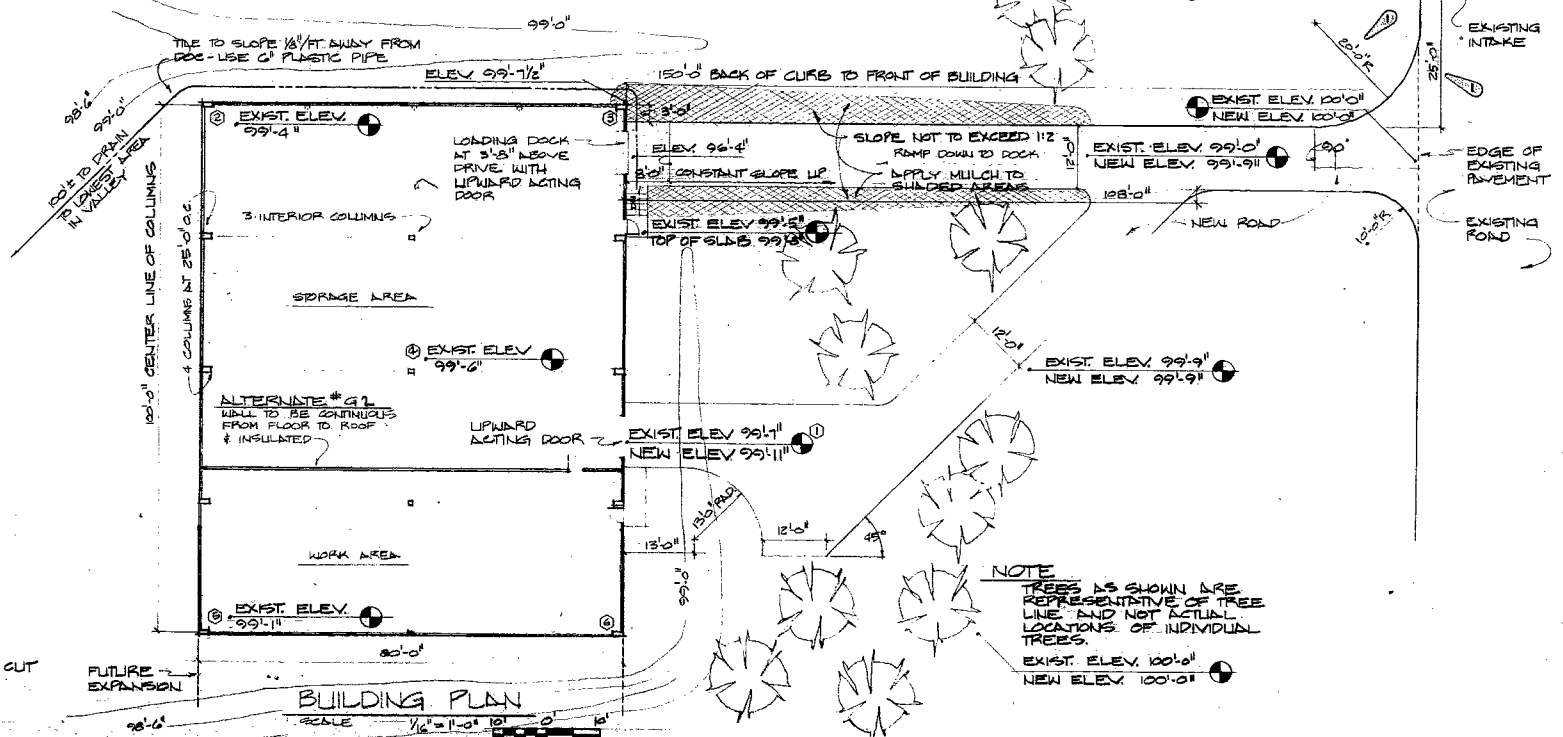 99'-0"
TILE TO SLOPE 1/8"/FT. AWAY FROM
DOC - USE 6" PLASTIC PIPE
ELEV. 99'-7 1/2"
150'-0" BACK OF CURB TO FRONT OF BUILDING
20'-0" R.
25'-0"
EXISTING
INTAKE
98'-6"
99'-0"
100'± TO DRAIN
TO LOWEST AREA
IN VALLEY
2
EXIST. ELEV.
99'-4"
3
3'-0"
LOADING DOCK
AT 3'-8" ABOVE
DRIVE WITH
UPWARD ACTING
DOOR
ELEV. 96'-4"
3'-0"
CONSTANT SLOPE UP
SLOPE NOT TO EXCEED 1:2
RAMP DOWN TO DOCK
APPLY MULCH TO
SHADED AREAS
12'-0"
EXIST. ELEV. 100'-0"
NEW ELEV. 100'-0"
EXIST. ELEV. 99'-0"
NEW ELEV. 99'-9"
90°
EDGE OF
EXISTING
PAVEMENT
108'-0"
NEW ROAD
10'-0" R.
EXISTING
ROAD
3-INTERIOR COLUMNS
EXIST ELEV 99'-5"
TOP OF SLAB 99'-8"
100'-0" CENTER LINE OF COLUMNS
4 COLUMNS AT 25'-0" O.C.
STORAGE AREA
4
EXIST. ELEV
99'-6"
12'-0"
EXIST. ELEV. 99'-9"
NEW ELEV. 99'-9"
ALTERNATE # G2
WALL TO BE CONTINUOUS
FROM FLOOR TO ROOF
& INSULATED
UPWARD
ACTING DOOR
EXIST. ELEV 99'-7"
NEW ELEV. 99'-11"
1
13'-0" RAD.
13'-0"
12'-0"
45°
WORK AREA
99'-0"
5
EXIST. ELEV.
99'-1"
6
80'-0"
NOTE
TREES AS SHOWN ARE
REPRESENTATIVE OF TREE
LINE AND NOT ACTUAL
LOCATIONS OF INDIVIDUAL
TREES.
EXIST. ELEV. 100'-0"
NEW ELEV. 100'-0"
CUT
FUTURE
EXPANSION
98'-6"
BUILDING PLAN
SCALE 1/16" = 1'-0" 10' 0' 10'